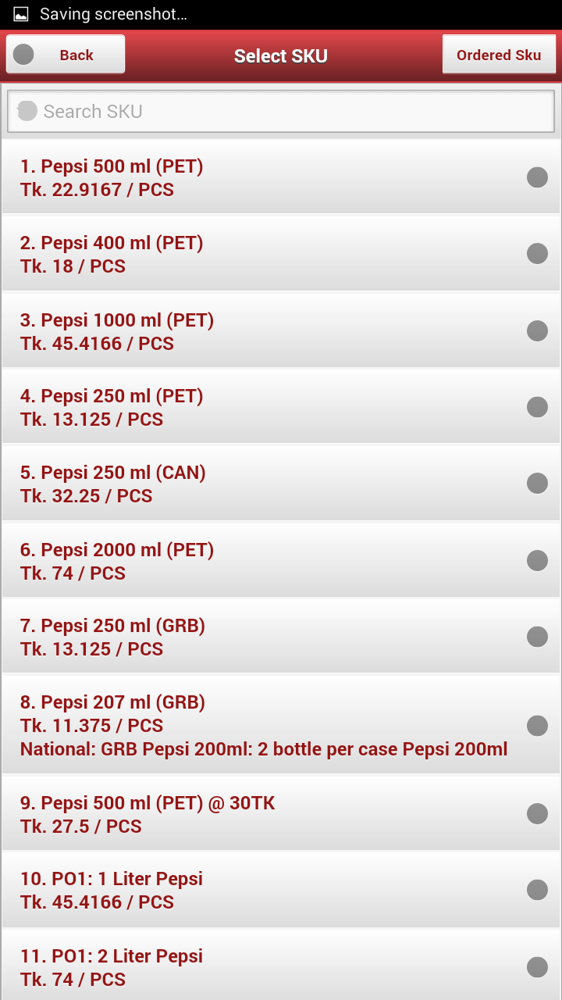 Saving screenshot...
Back
Select SKU
Ordered Sku
Search SKU
1. Pepsi 500 ml (PET)
Tk. 22.9167 / PCS
2. Pepsi 400 ml (PET)
Tk. 18 / PCS
3. Pepsi 1000 ml (PET)
Tk. 45.4166 / PCS
4. Pepsi 250 ml (PET)
Tk. 13.125 / PCS
5. Pepsi 250 ml (CAN)
Tk. 32.25 / PCS
6. Pepsi 2000 ml (PET)
Tk. 74 / PCS
7. Pepsi 250 ml (GRB)
Tk. 13.125 / PCS
8. Pepsi 207 ml (GRB)
Tk. 11.375 / PCS
National: GRB Pepsi 200ml: 2 bottle per case Pepsi 200ml
9. Pepsi 500 ml (PET) @ 30TK
Tk. 27.5 / PCS
10. PO1: 1 Liter Pepsi
Tk. 45.4166 / PCS
11. PO1: 2 Liter Pepsi
Tk. 74 / PCS